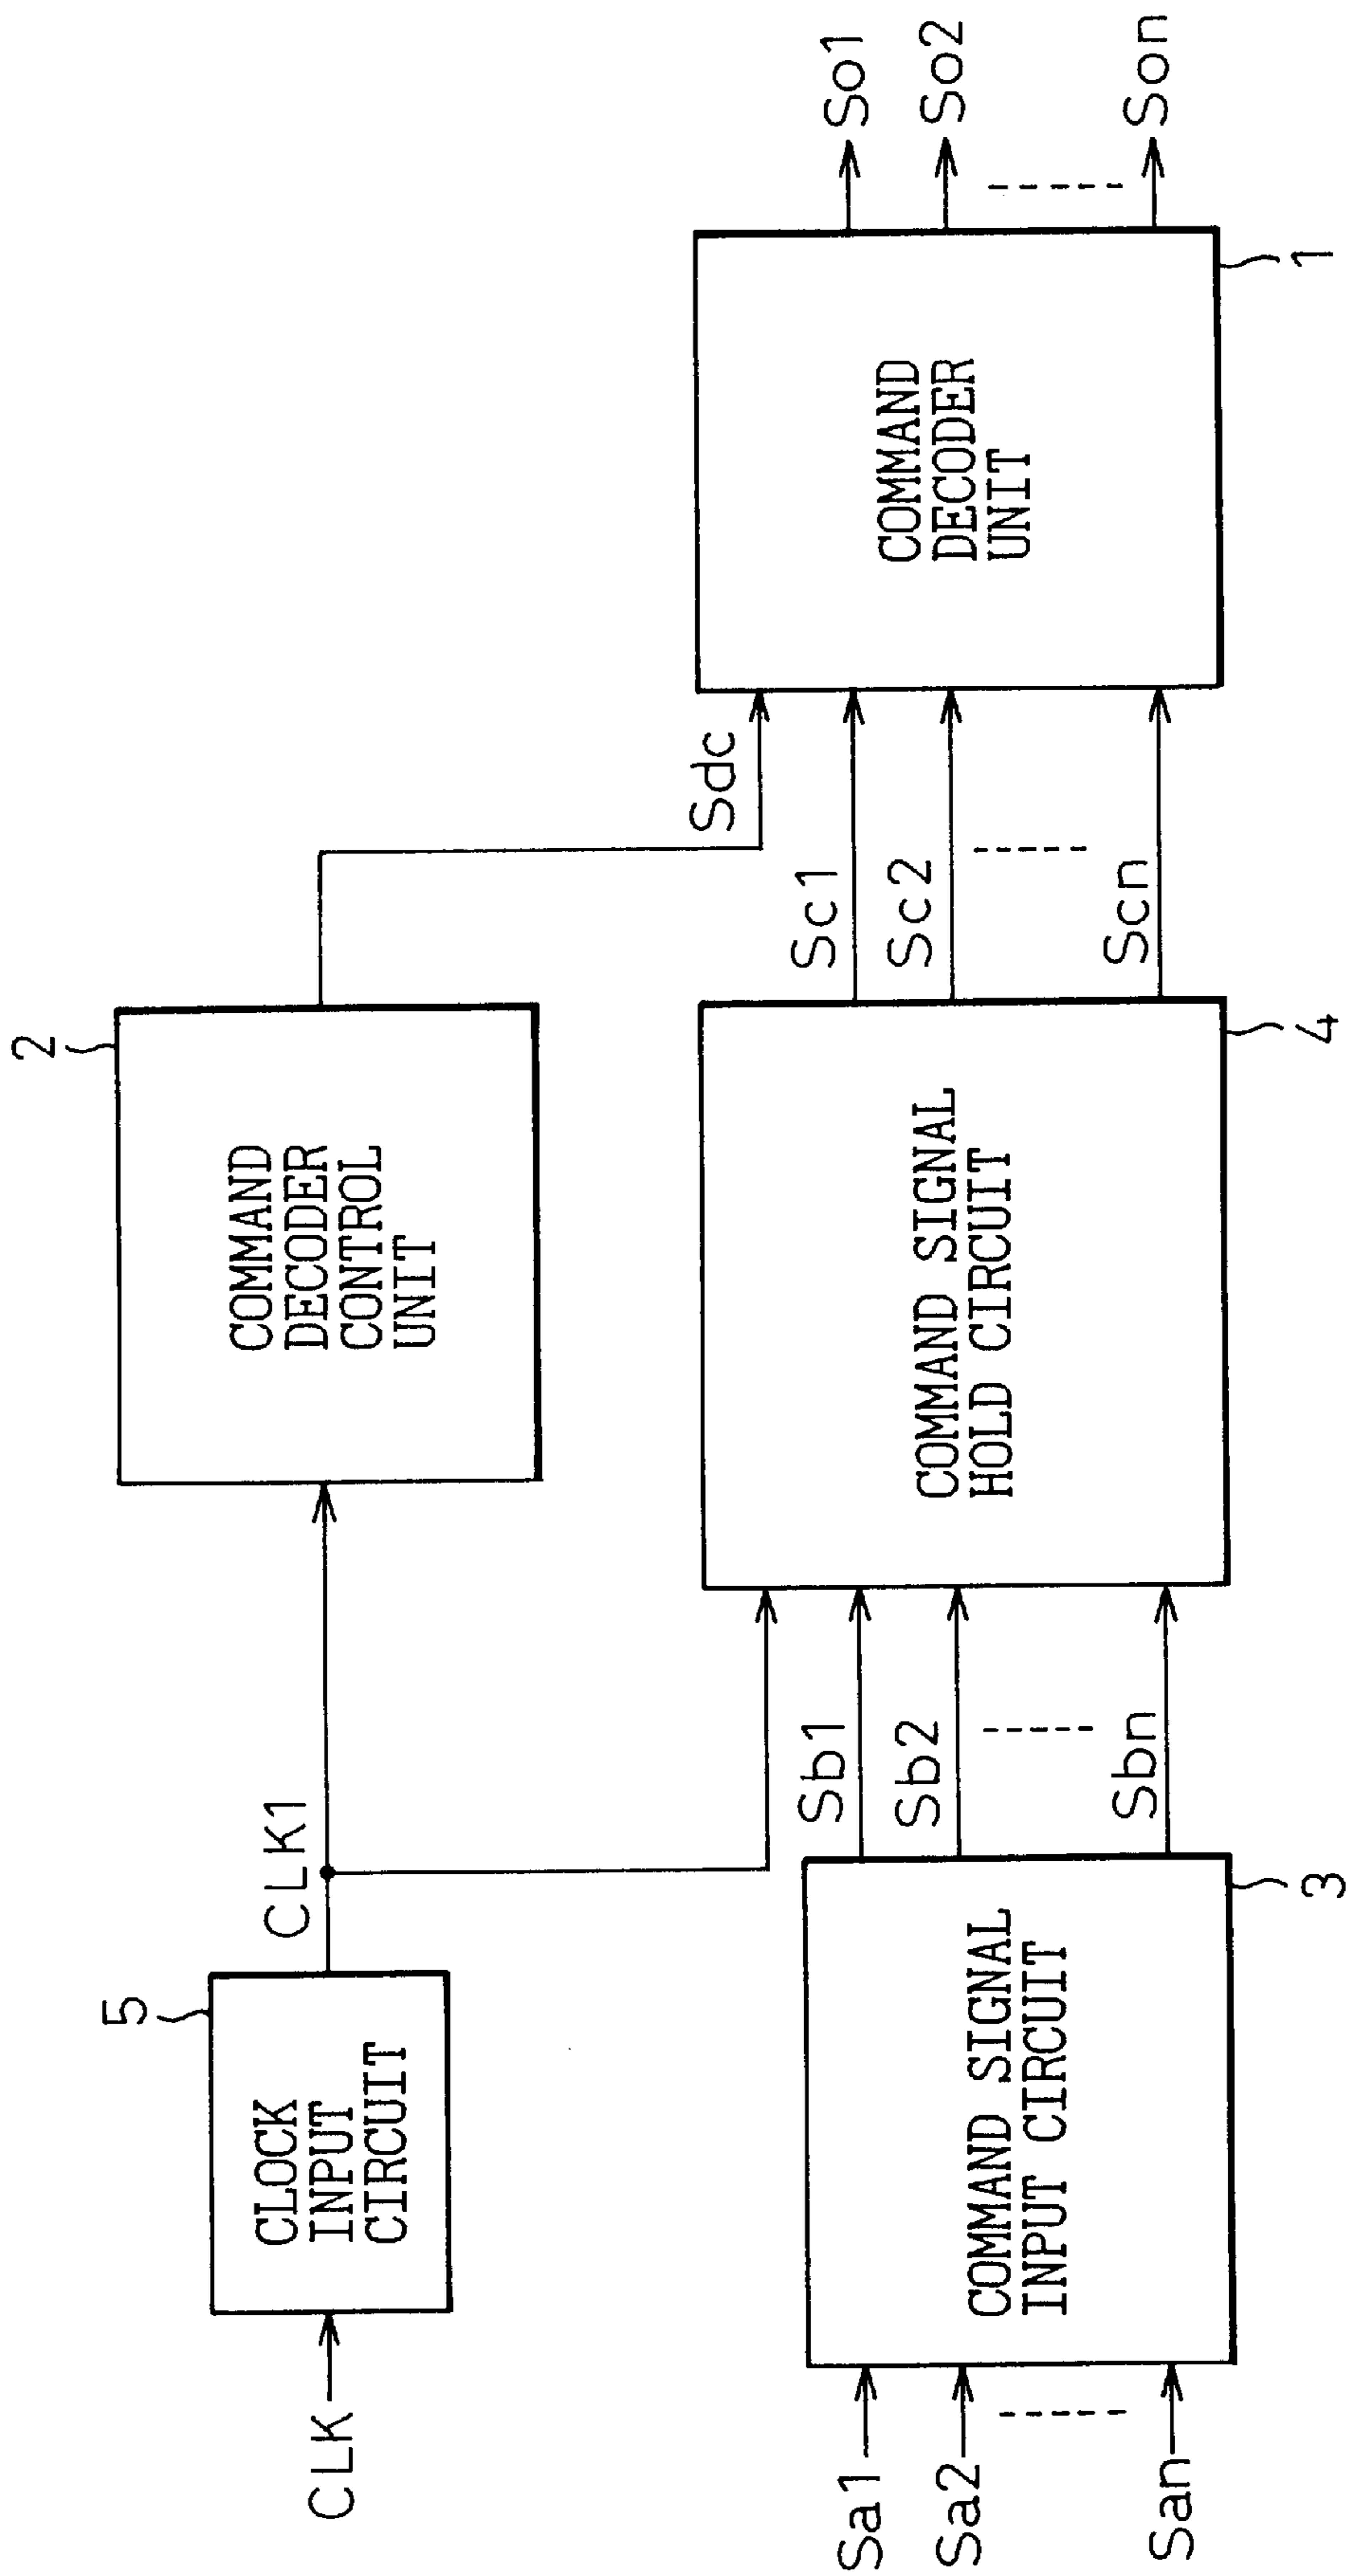 CLK
5
CLOCK
INPUT
CIRCUIT
CLK1
2
COMMAND
DECODER
CONTROL
UNIT
Sdc
Sa1
Sa2
San
COMMAND SIGNAL
INPUT CIRCUIT
3
Sb1
Sb2
Sbn
COMMAND SIGNAL
HOLD CIRCUIT
4
Sc1
Sc2
Scn
COMMAND
DECODER
UNIT
1
So1
So2
Son